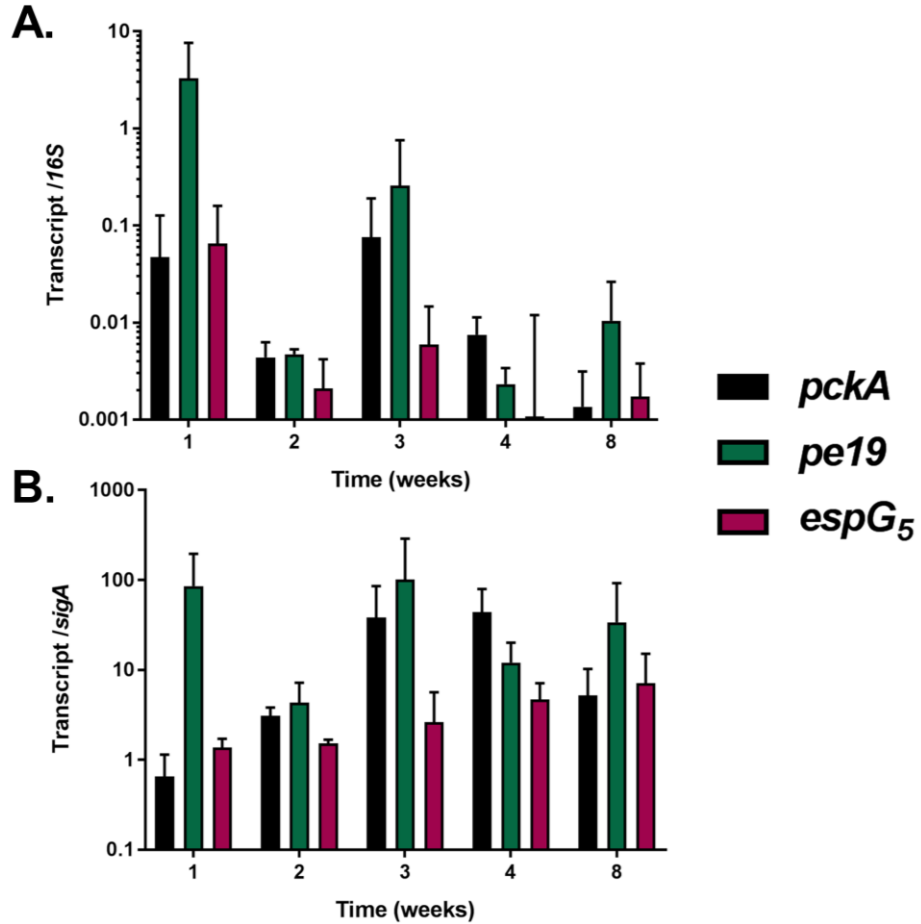 A.
10
1
0.1
0.01
0.001
Transcript /16S
1 2 3 4 8
Time (weeks)
B.
1000
100
10
1
0.1
Transcript /sigA
1 2 3 4 8
Time (weeks)
pckA
pe19
espG5